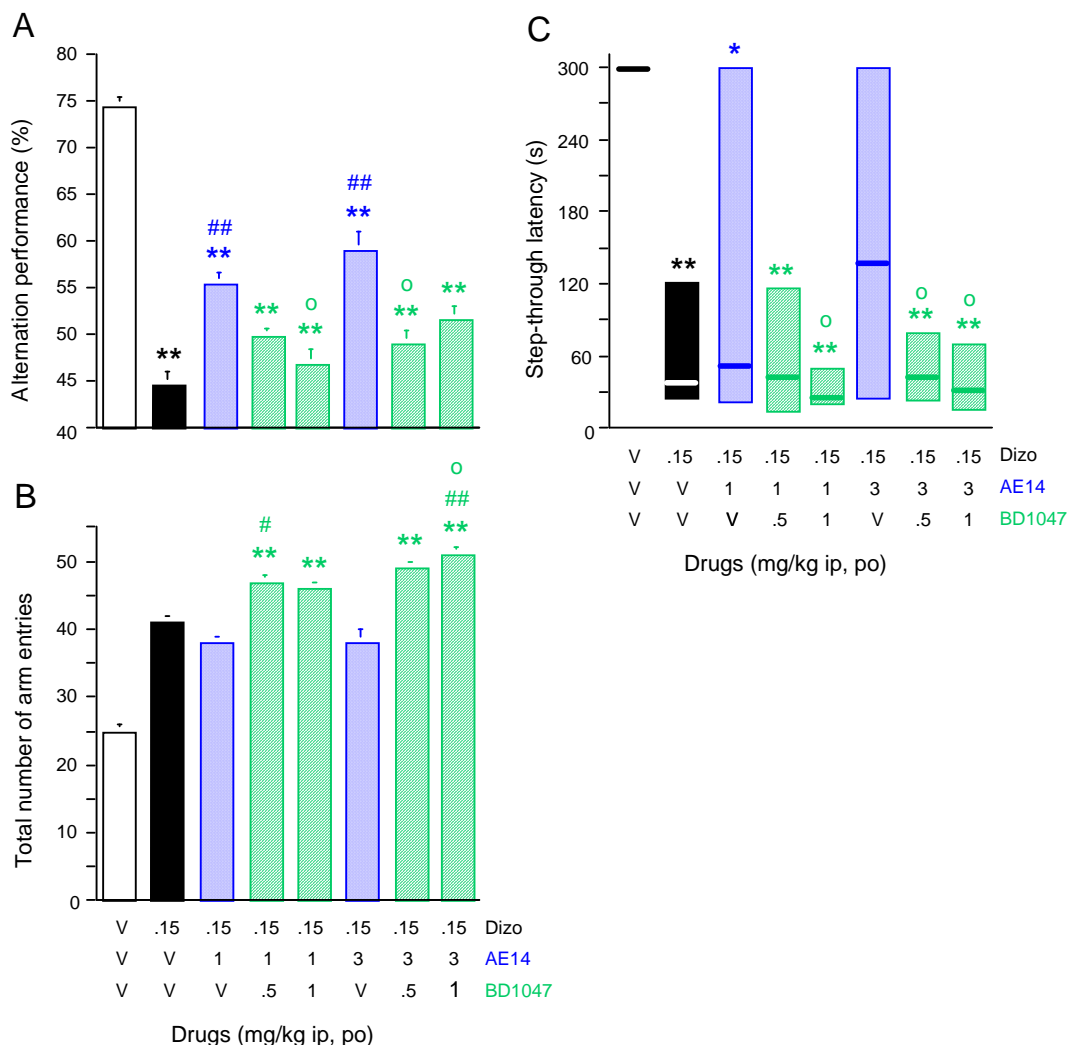 A
Alternation performance (%)
80
75
70
65
60
55
50
45
40
**
##
**
**
o
**
##
**
o
**
**
B
Total number of arm entries
50
40
30
20
10
0
#
**
**
**
o
##
**
V .15 .15 .15 .15 .15 .15 .15 Dizo
V V 1 1 1 3 3 3 AE14
V V V .5 1 V .5 1 BD1047
Drugs (mg/kg ip, po)
C
Step-through latency (s)
300
240
180
120
60
0
**
*
**
o
**
o
**
o
**
V .15 .15 .15 .15 .15 .15 .15 Dizo
V V 1 1 1 3 3 3 AE14
V V V .5 1 V .5 1 BD1047
Drugs (mg/kg ip, po)